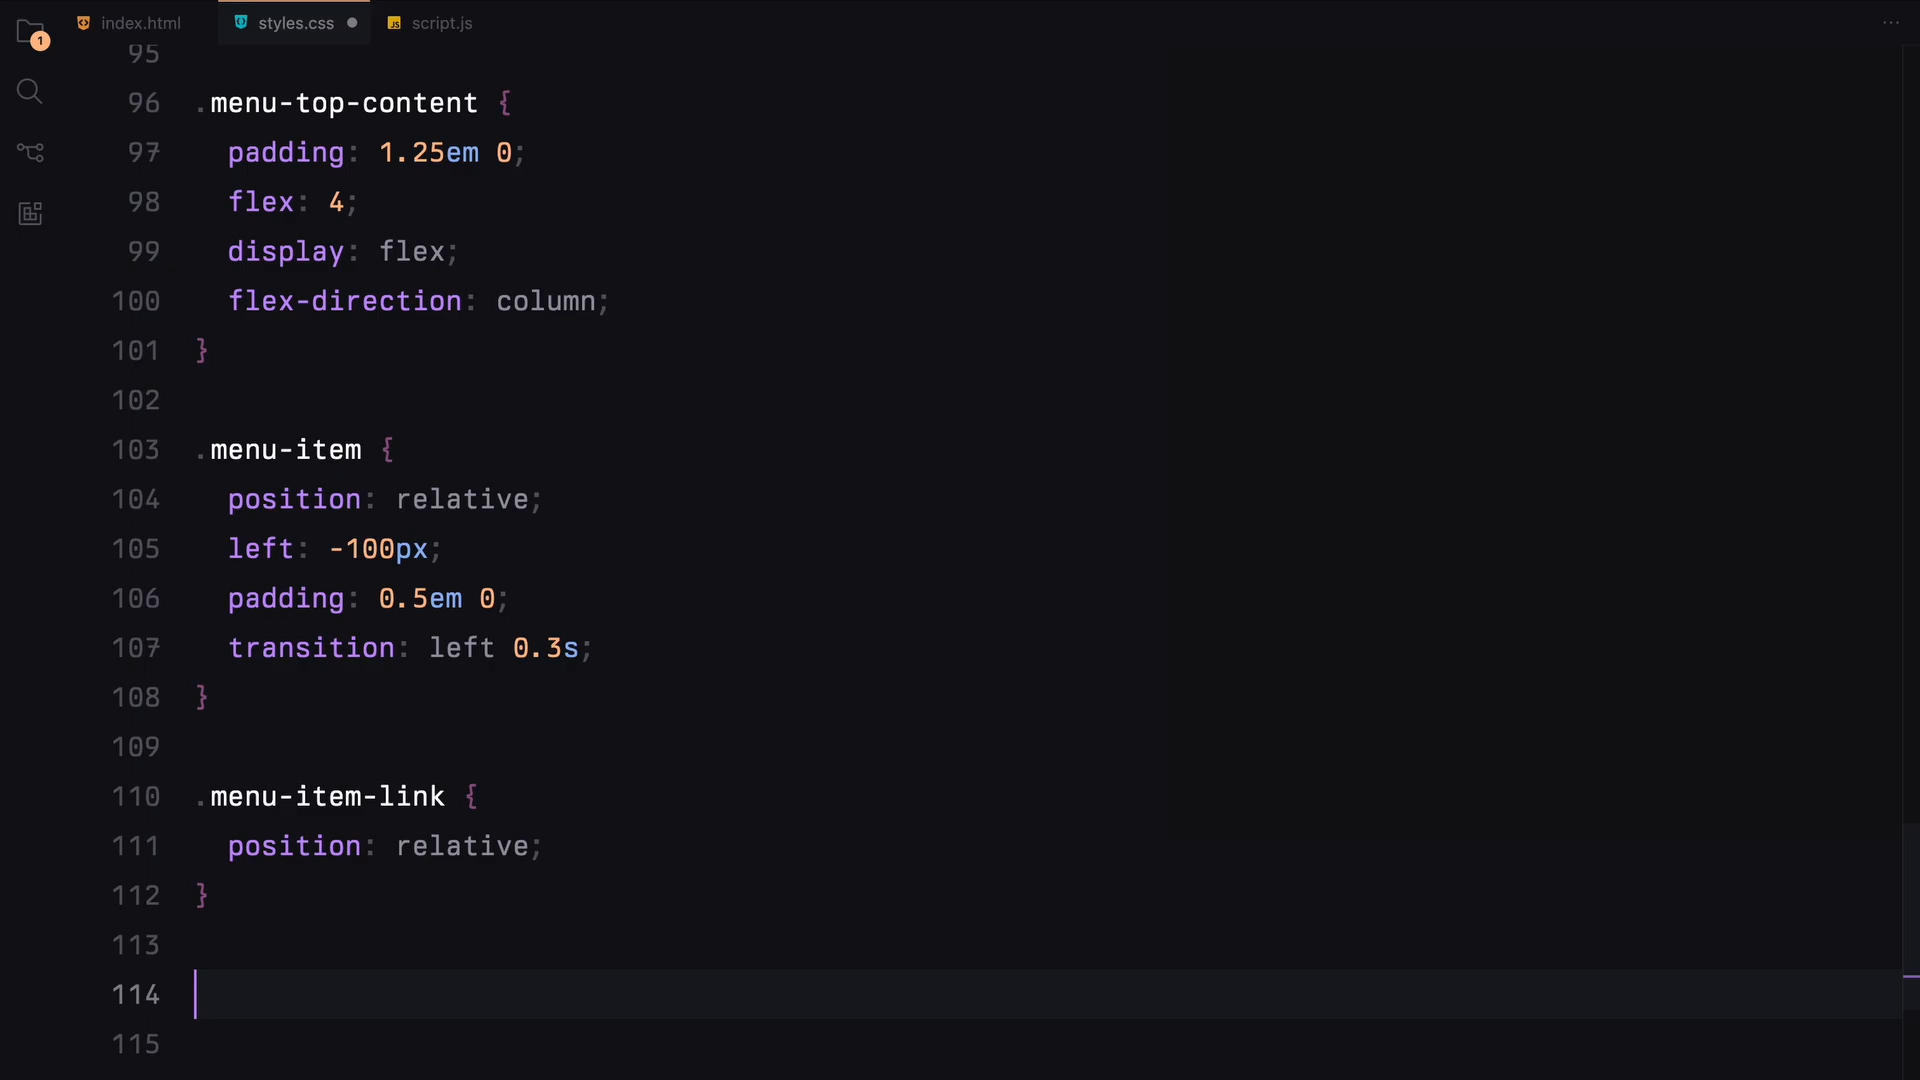 1
index.html
styles.css
script.js
95
96 .menu-top-content {
97 padding: 1.25em 0;
98 flex: 4;
99 display: flex;
100 flex-direction: column;
101 }
102
103 .menu-item {
104 position: relative;
105 left: -100px;
106 padding: 0.5em 0;
107 transition: left 0.3s;
108 }
109
110 .menu-item-link {
111 position: relative;
112 }
113
114
115